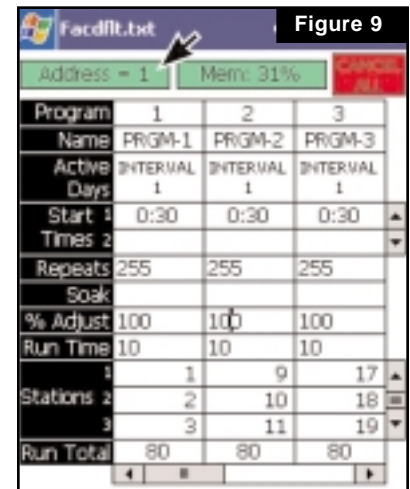 Facdflt.txt
Figure 9
Address = 1
Mem: 31%
CANCEL
ALL
Program 1 2 3
Name PRGM-1 PRGM-2 PRGM-3
Active Days INTERVAL 1 INTERVAL 1 INTERVAL 1
Start Times 1 0:30 0:30 0:30
2
Repeats 255 255 255
Soak
% Adjust 100 100 100
Run Time 10 10 10
Stations 1 1 9 17
2 2 10 18
3 3 11 19
Run Total 80 80 80